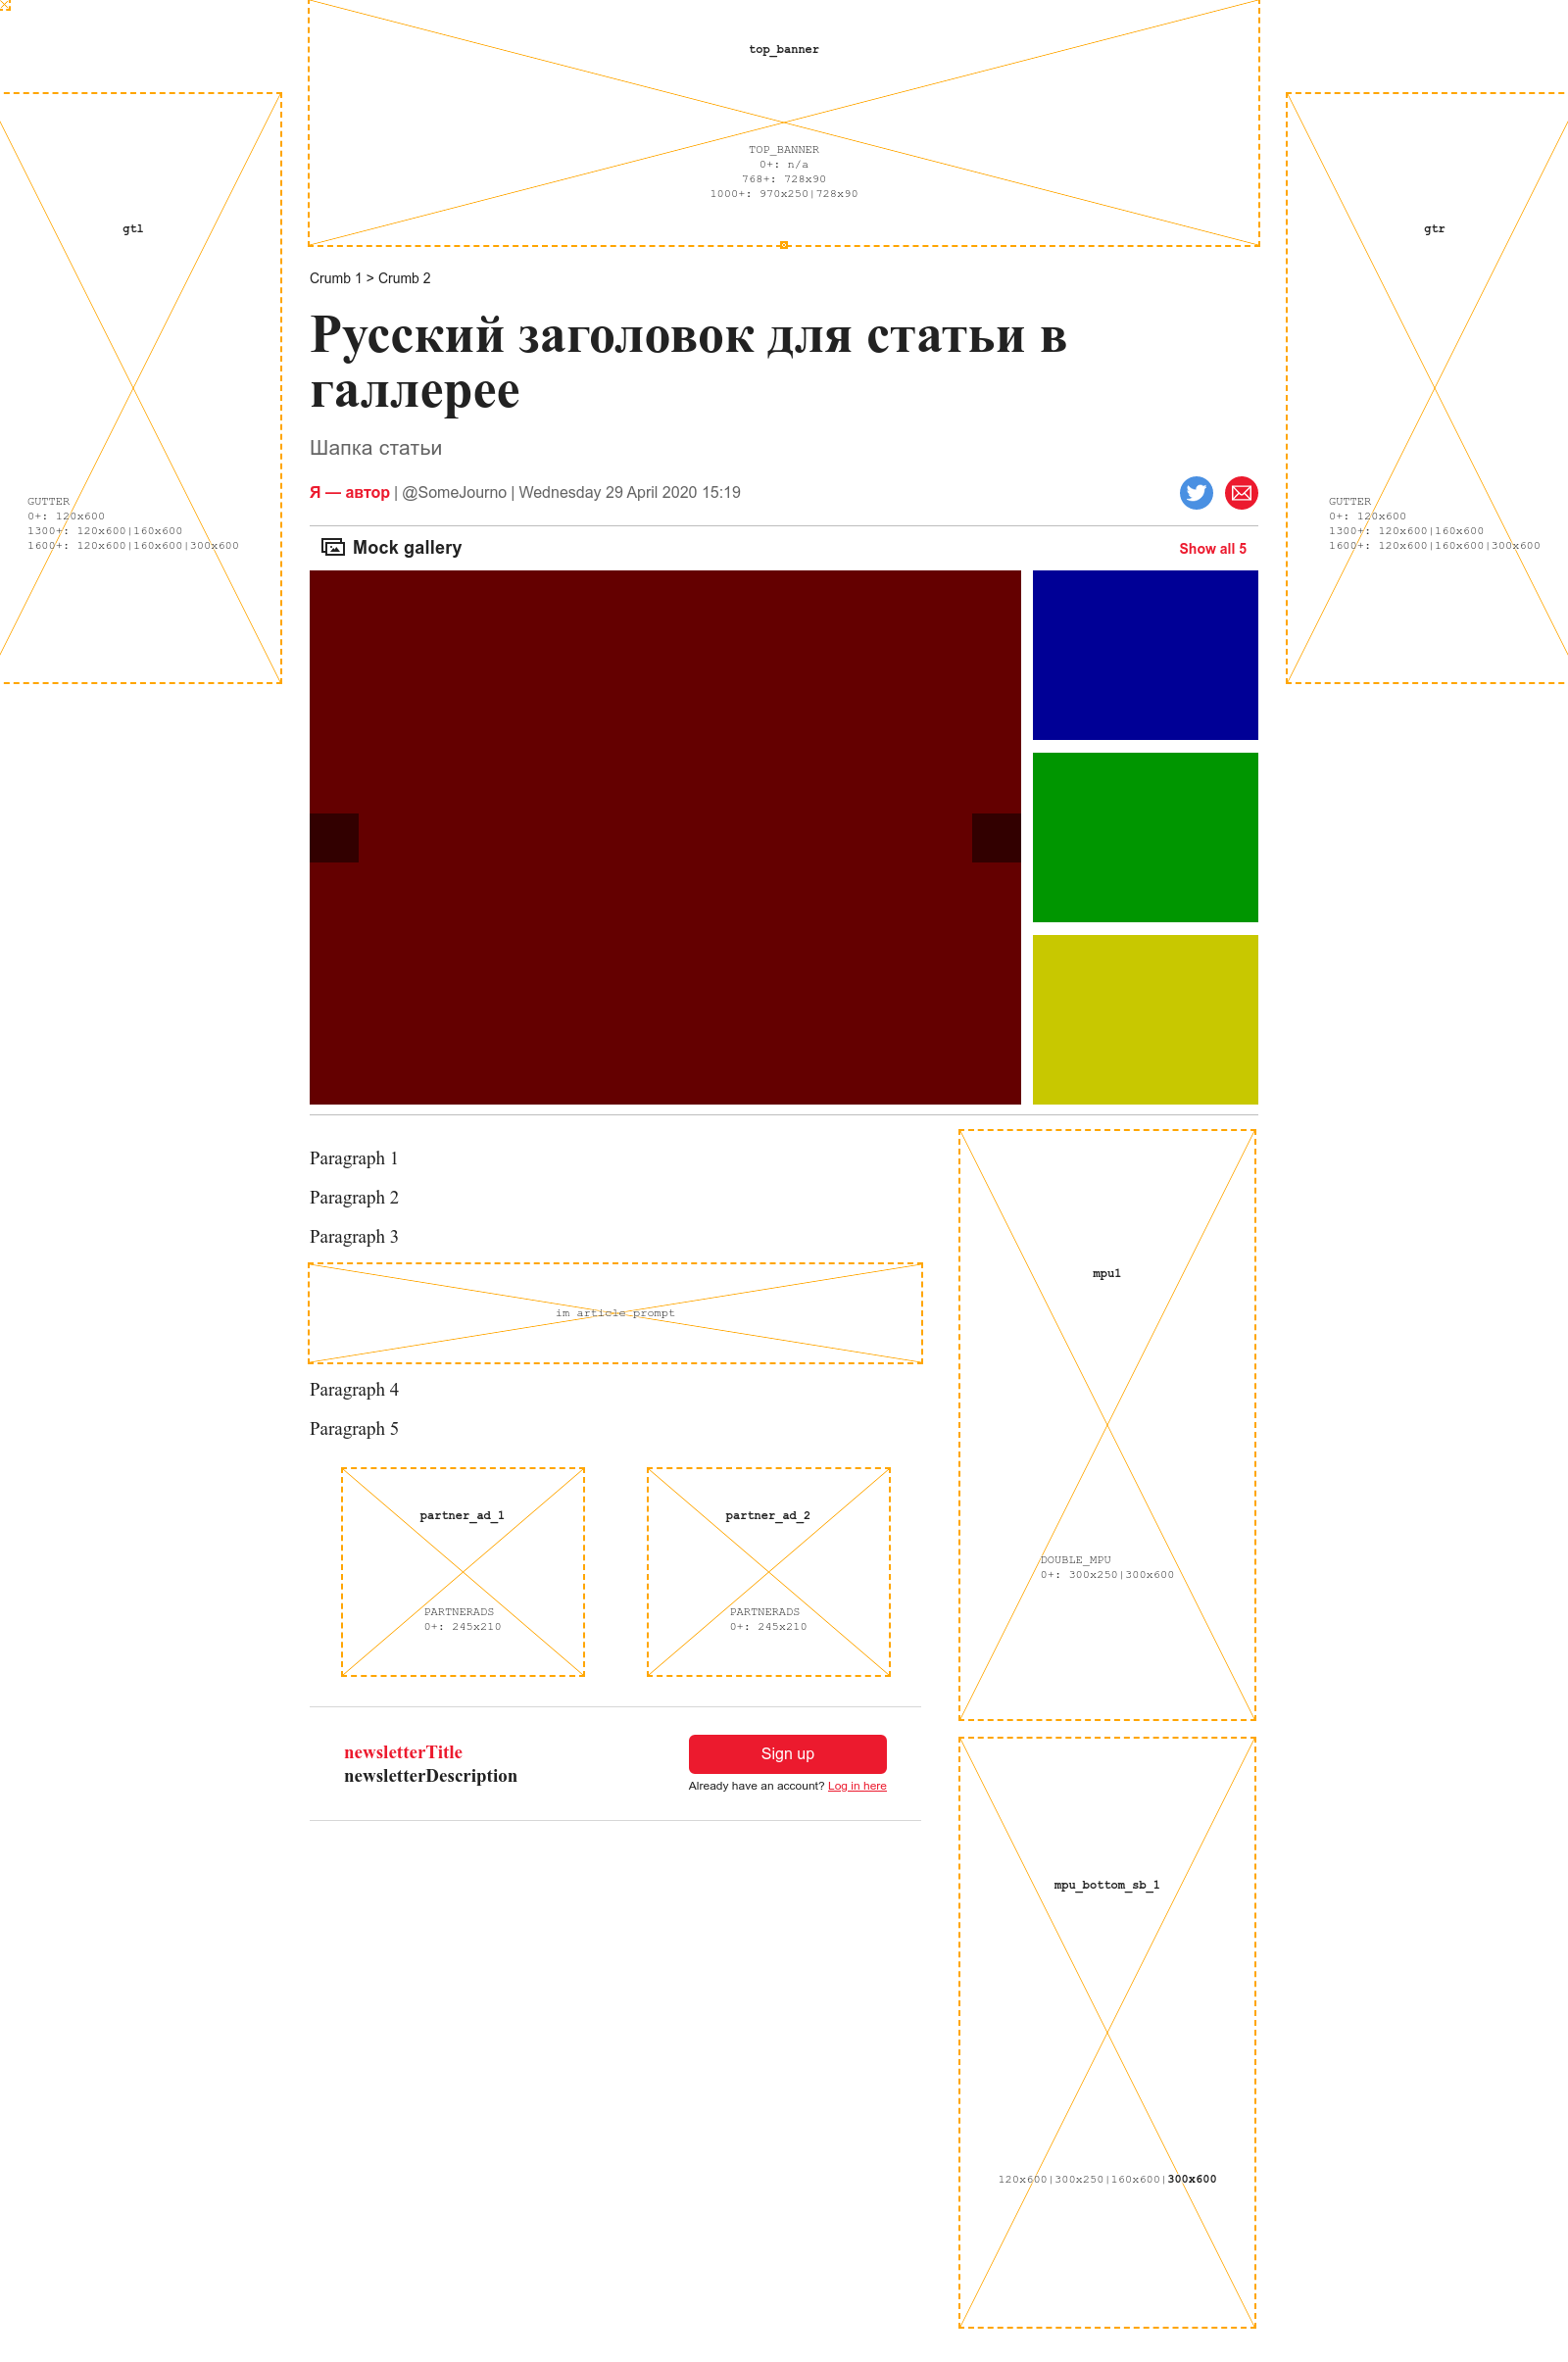 top_banner
TOP_BANNER
0+: n/a
768+: 728x90
1000+: 970x250|728x90
gtl
GUTTER
0+: 120x600
1300+: 120x600|160x600
1600+: 120x600|160x600|300x600
gtr
GUTTER
0+: 120x600
1300+: 120x600|160x600
1600+: 120x600|160x600|300x600
Crumb 1 > Crumb 2
Русский заголовок для статьи в
галлерее
Шапка статьи
Я — автор | @SomeJourno | Wednesday 29 April 2020 15:19
Mock gallery
Show all 5
Paragraph 1
Paragraph 2
Paragraph 3
im article prompt
Paragraph 4
Paragraph 5
partner_ad_1
PARTNERADS
0+: 245x210
partner_ad_2
PARTNERADS
0+: 245x210
newsletterTitle
newsletterDescription
Sign up
Already have an account? Log in here
mpu1
DOUBLE_MPU
0+: 300x250|300x600
mpu_bottom_sb_1
120x600|300x250|160x600|300x600